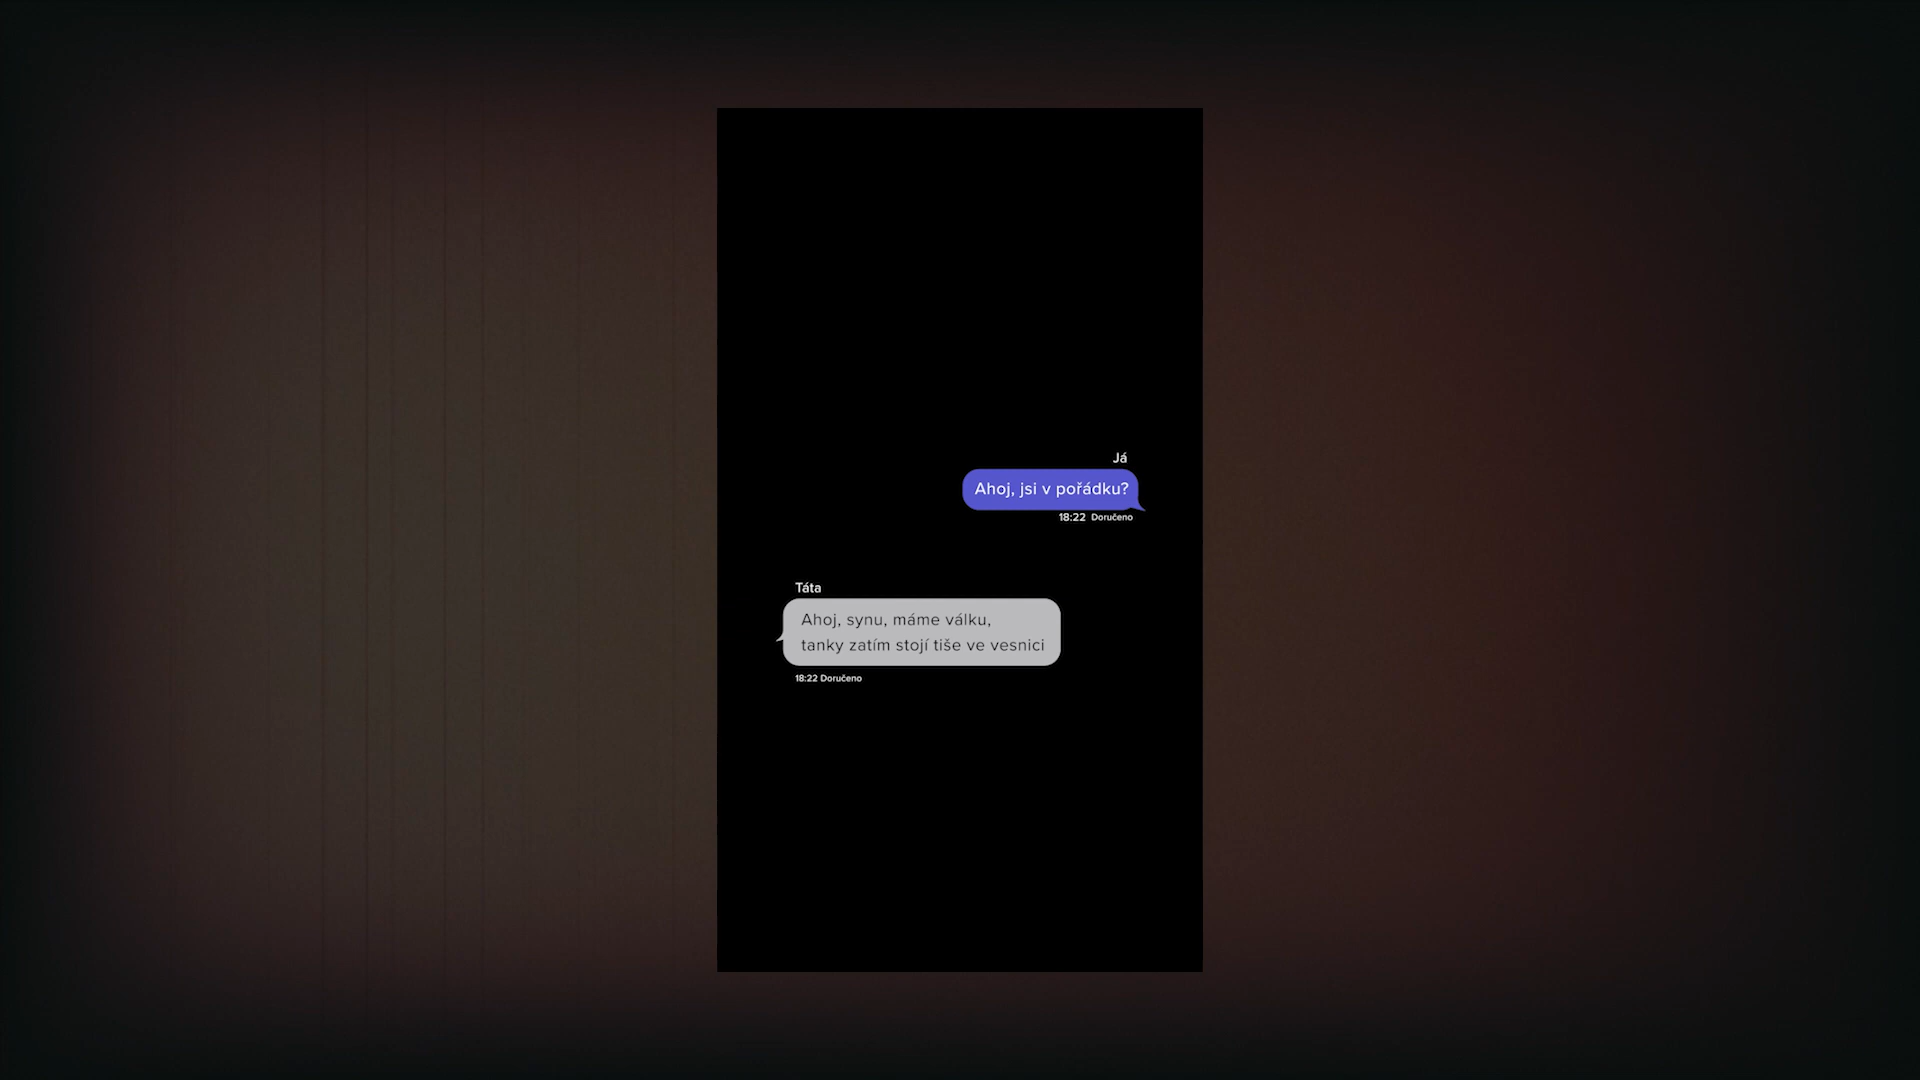 Já
Ahoj, jsi v pořádku?
18:22 Doručeno
Táta
Ahoj, synu, máme válku,
tanky zatím stojí tiše ve vesnici
18:22 Doručeno